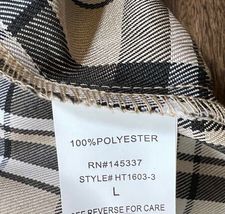 100%POLYESTER
RN#145337
STYLE# HT1603-3
L
SEE REVERSE FOR CARE